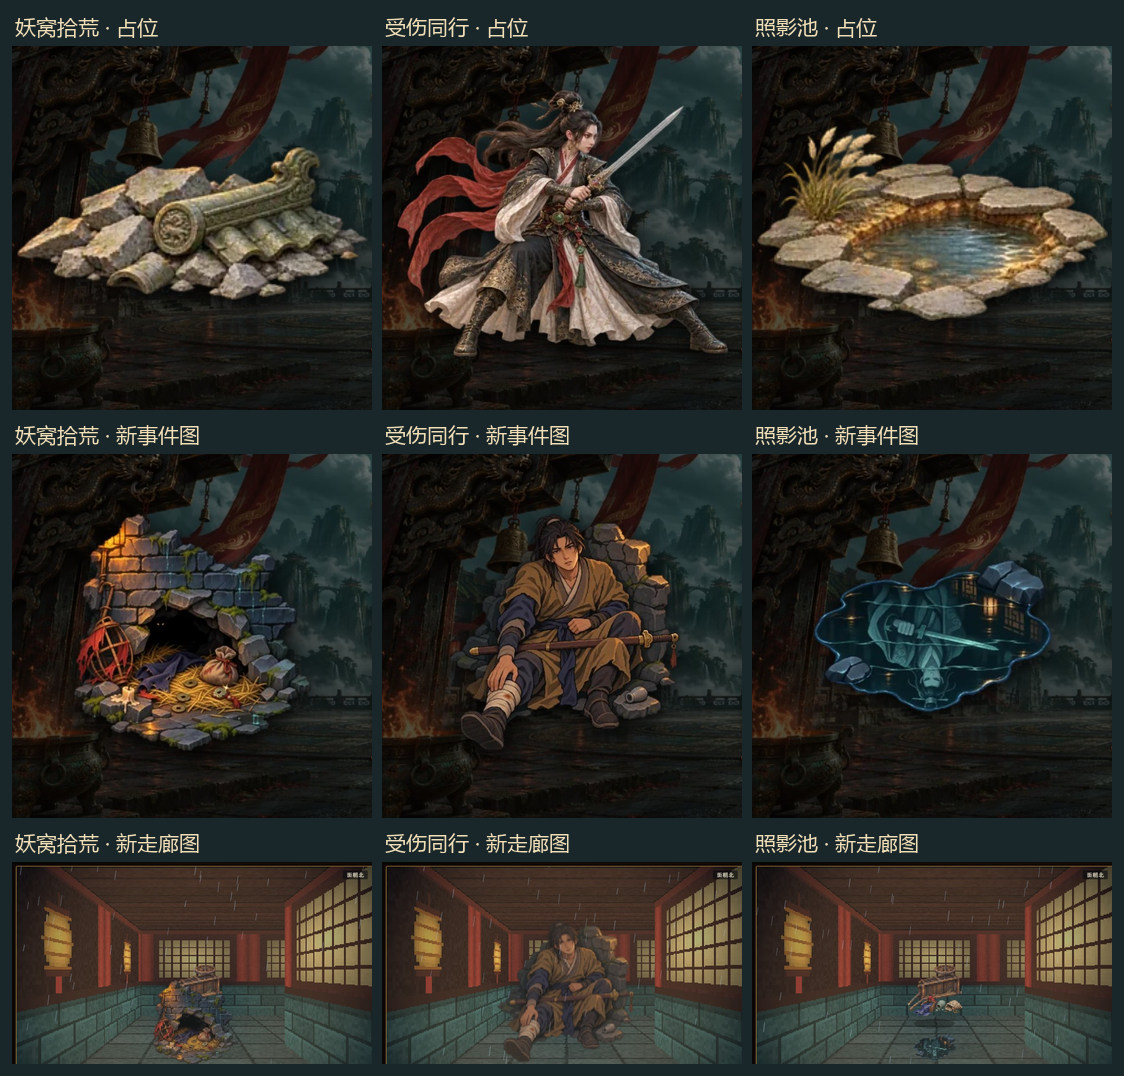 妖窝拾荒 · 占位
受伤同行 · 占位
照影池 · 占位
妖窝拾荒 · 新事件图
受伤同行 · 新事件图
照影池 · 新事件图
妖窝拾荒 · 新走廊图
受伤同行 · 新走廊图
照影池 · 新走廊图